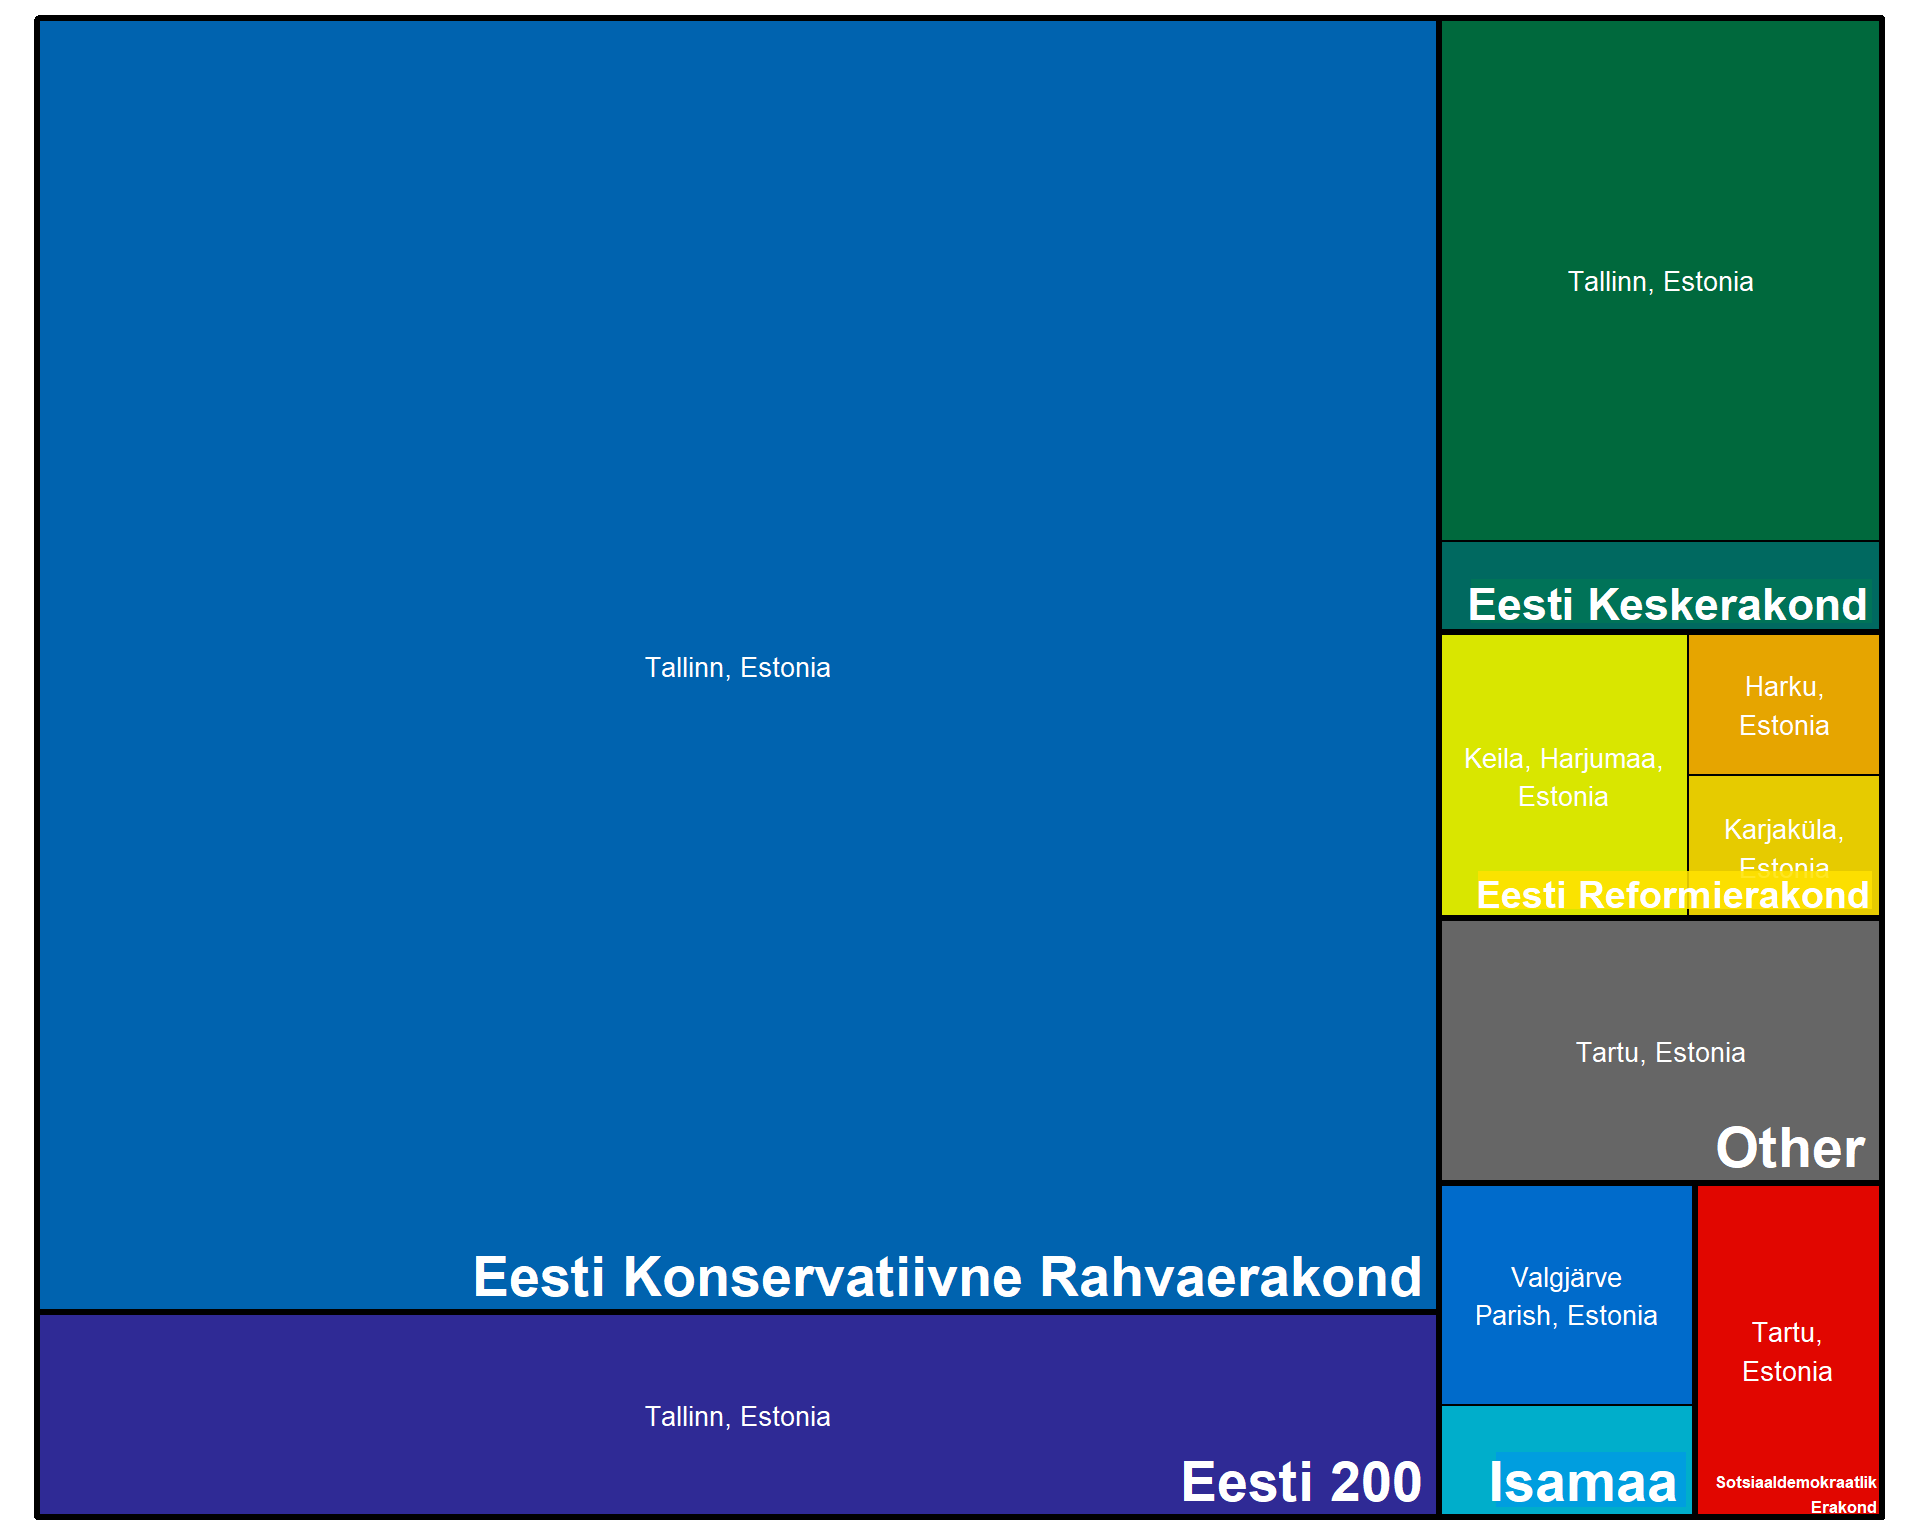 Tallinn, Estonia
Eesti Konservatiivne Rahvaerakond
Tallinn, Estonia
Eesti 200
Tallinn, Estonia
Eesti Keskerakond
Keila, Harjumaa,
Estonia
Harku,
Estonia
Karjaküla,
Estonia
Eesti Reformierakond
Tartu, Estonia
Other
Valgjärve
Parish, Estonia
Isamaa
Tartu,
Estonia
Sotsiaaldemokraatlik
Erakond